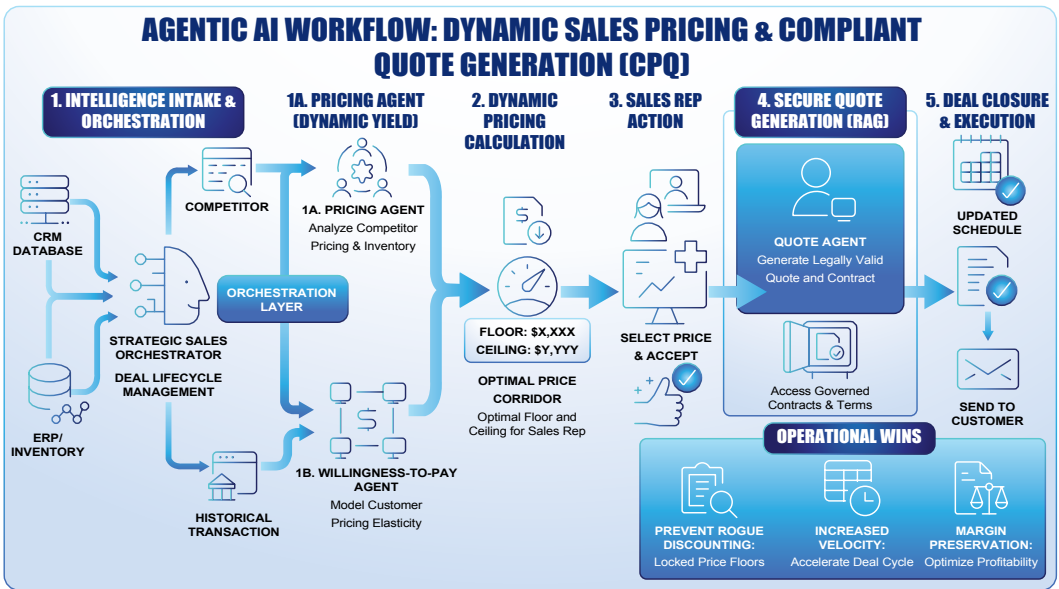 AGENTIC AI WORKFLOW: DYNAMIC SALES PRICING & COMPLIANT
QUOTE GENERATION (CPQ)
1. INTELLIGENCE INTAKE &
ORCHESTRATION
CRM
DATABASE
ERP/
INVENTORY
STRATEGIC SALES
ORCHESTRATOR
DEAL LIFECYCLE
MANAGEMENT
COMPETITOR
ORCHESTRATION
LAYER
HISTORICAL
TRANSACTION
1A. PRICING AGENT
(DYNAMIC YIELD)
1A. PRICING AGENT
Analyze Competitor
Pricing & Inventory
1B. WILLINGNESS-TO-PAY
AGENT
Model Customer
Pricing Elasticity
2. DYNAMIC
PRICING
CALCULATION
$
FLOOR: $X,XXX
CEILING: $Y,YYY
OPTIMAL PRICE
CORRIDOR
Optimal Floor and
Ceiling for Sales Rep
3. SALES REP
ACTION
SELECT PRICE
& ACCEPT
4. SECURE QUOTE
GENERATION (RAG)
QUOTE AGENT
Generate Legally Valid
Quote and Contract
Access Governed
Contracts & Terms
5. DEAL CLOSURE
& EXECUTION
UPDATED
SCHEDULE
SEND TO
CUSTOMER
OPERATIONAL WINS
PREVENT ROGUE
DISCOUNTING:
Locked Price Floors
INCREASED
VELOCITY:
Accelerate Deal Cycle
MARGIN
PRESERVATION:
Optimize Profitability